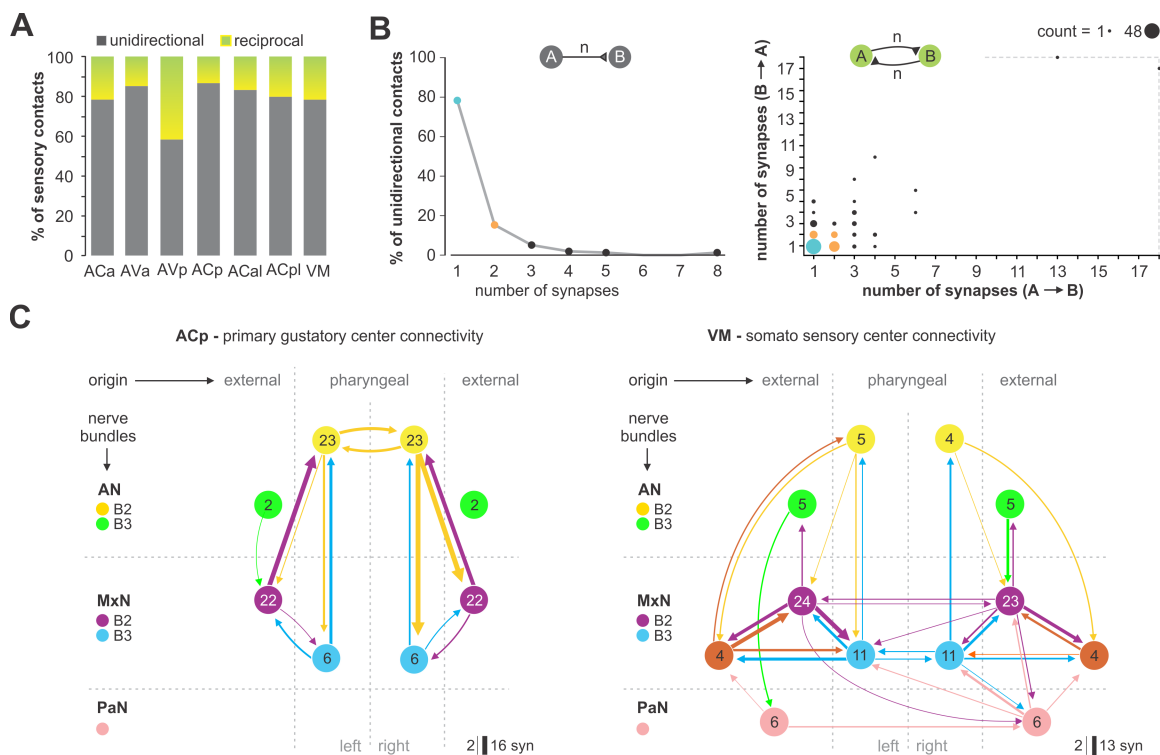 A
unidirectional reciprocal
% of sensory contacts
100
80
60
40
20
0
ACa AVa AVp ACp ACal ACpl VM
B
% of unidirectional contacts
100
80
60
40
20
0
1 2 3 4 5 6 7 8
number of synapses
A n B
count = 1 48
n
A B
n
number of synapses (B → A)
17
15
13
11
9
7
5
3
1
1 3 5 7 9 11 13 15 17
number of synapses (A → B)
C
ACp - primary gustatory center connectivity
origin external pharyngeal external
nerve
bundles
AN
B2
B3
MxN
B2
B3
PaN
23 23
2 2
22 22
6 6
left right
2 16 syn
VM - somato sensory center connectivity
origin external pharyngeal external
nerve
bundles
AN
B2
B3
MxN
B2
B3
PaN
5 4
5 5
24 23
4 11 11 4
6 6
left right
2 13 syn